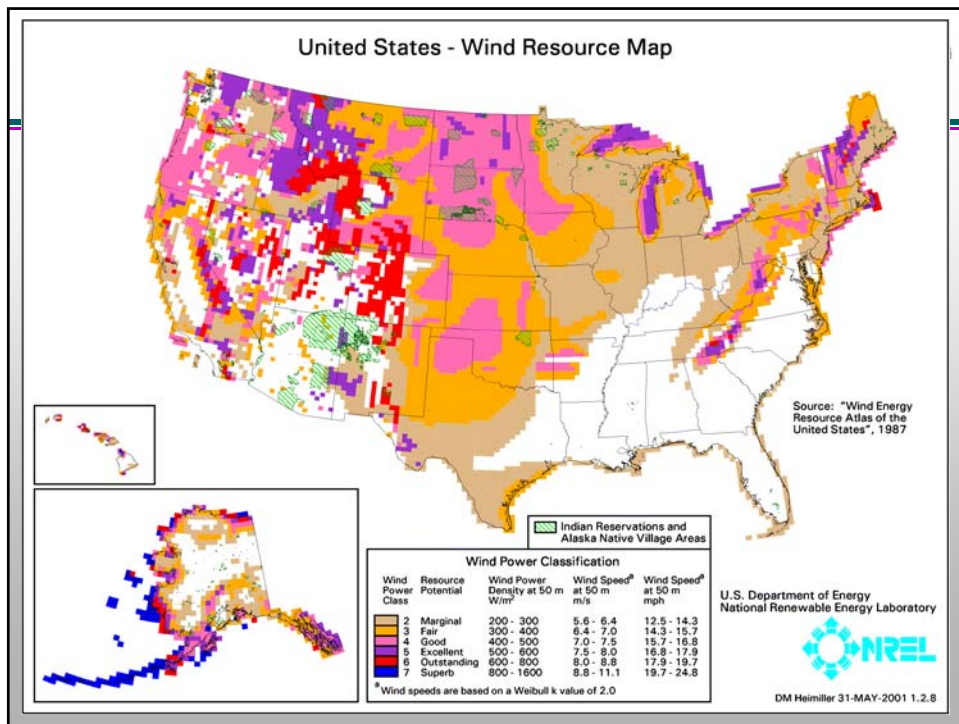 United States - Wind Resource Map
Source: "Wind Energy
Resource Atlas of the
United States", 1987
Indian Reservations and
Alaska Native Village Areas
Wind Power Classification
Wind Resource Wind Power Wind Speedª Wind Speedª
Power Potential Density at 50 m at 50 m at 50 m
Class W/m² m/s mph
2 Marginal 200 - 300 5.6 - 6.4 12.5 - 14.3
3 Fair 300 - 400 6.4 - 7.0 14.3 - 15.7
4 Good 400 - 500 7.0 - 7.5 15.7 - 16.8
5 Excellent 500 - 600 7.5 - 8.0 16.8 - 17.9
6 Outstanding 600 - 800 8.0 - 8.8 17.9 - 19.7
7 Superb 800 - 1600 8.8 - 11.1 19.7 - 24.8
ª Wind speeds are based on a Weibull k value of 2.0
U.S. Department of Energy
National Renewable Energy Laboratory
NREL
DM Heimiller 31-MAY-2001 1.2.8